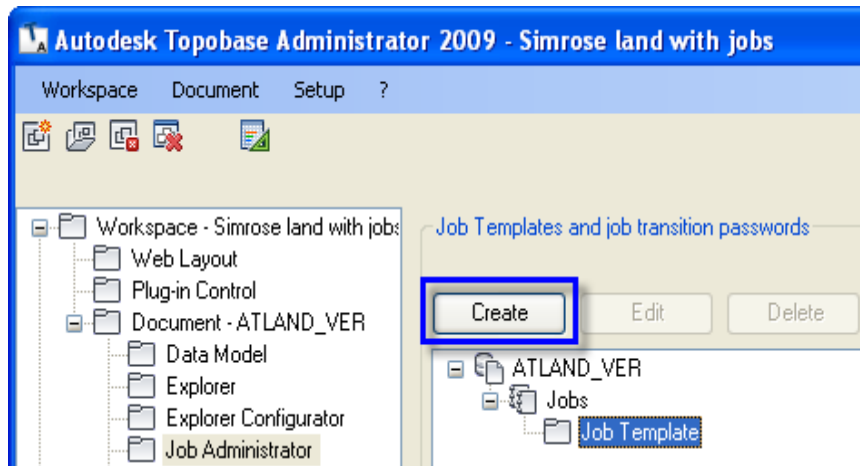 Autodesk Topobase Administrator 2009 - Simrose land with jobs
Workspace Document Setup ?
Workspace - Simrose land with jobs
Web Layout
Plug-in Control
Document - ATLAND_VER
Data Model
Explorer
Explorer Configurator
Job Administrator
Job Templates and job transition passwords
Create Edit Delete
ATLAND_VER
Jobs
Job Template